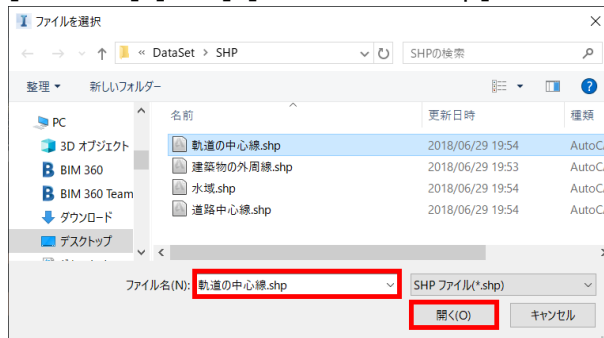 ファイルを選択
« DataSet > SHP
SHPの検索
整理
新しいフォルダー
名前 更新日時 種類
PC
3D オブジェクト
BIM 360
BIM 360 Team
ダウンロード
デスクトップ
軌道の中心線.shp 2018/06/29 19:54 AutoC
建築物の外周線.shp 2018/06/29 19:53 AutoC
水域.shp 2018/06/29 19:54 AutoC
道路中心線.shp 2018/06/29 19:54 AutoC
ファイル名(N): 軌道の中心線.shp SHP ファイル(*.shp)
開く(O) キャンセル